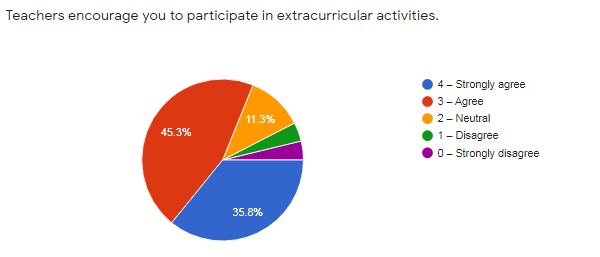 Teachers encourage you to participate in extracurricular activities.
4 – Strongly agree
3 – Agree
2 – Neutral
1 – Disagree
0 – Strongly disagree
11.3%
45.3%
35.8%